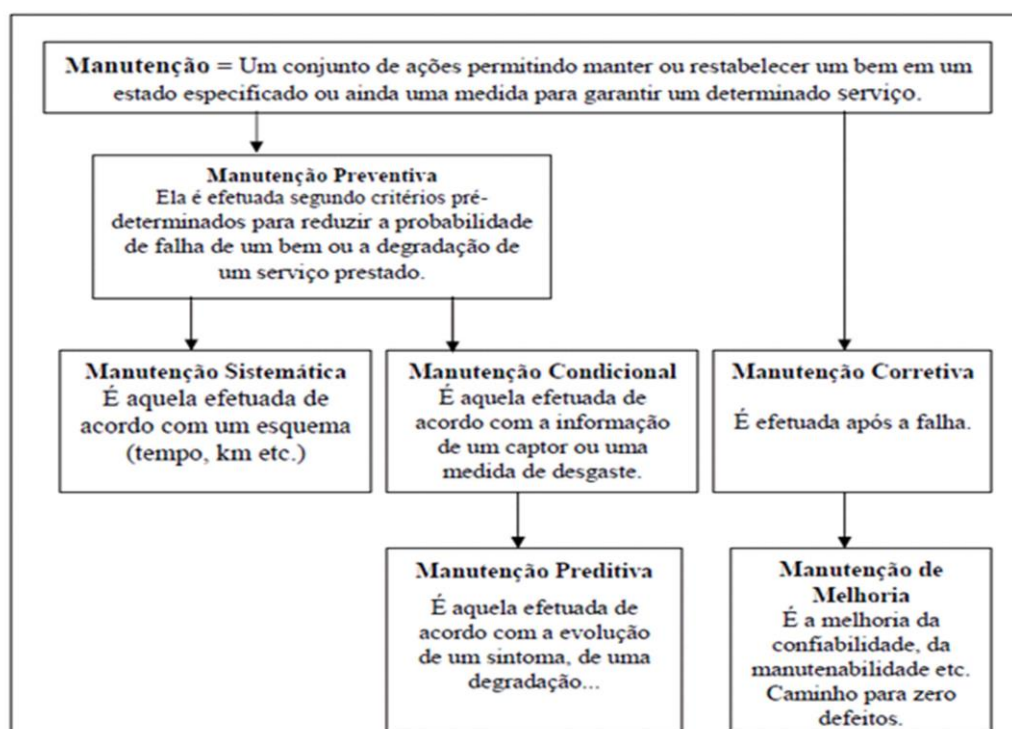 Manutenção = Um conjunto de ações permitindo manter ou restabelecer um bem em um
estado especificado ou ainda uma medida para garantir um determinado serviço.
Manutenção Preventiva
Ela é efetuada segundo critérios pré-
determinados para reduzir a probabilidade
de falha de um bem ou a degradação de
um serviço prestado.
Manutenção Sistemática
É aquela efetuada de
acordo com um esquema
(tempo, km etc.)
Manutenção Condicional
É aquela efetuada de
acordo com a informação
de um captor ou uma
medida de desgaste.
Manutenção Corretiva
É efetuada após a falha.
Manutenção Preditiva
É aquela efetuada de
acordo com a evolução
de um sintoma, de uma
degradação...
Manutenção de
Melhoria
É a melhoria da
confiabilidade, da
manutenabilidade etc.
Caminho para zero
defeitos.